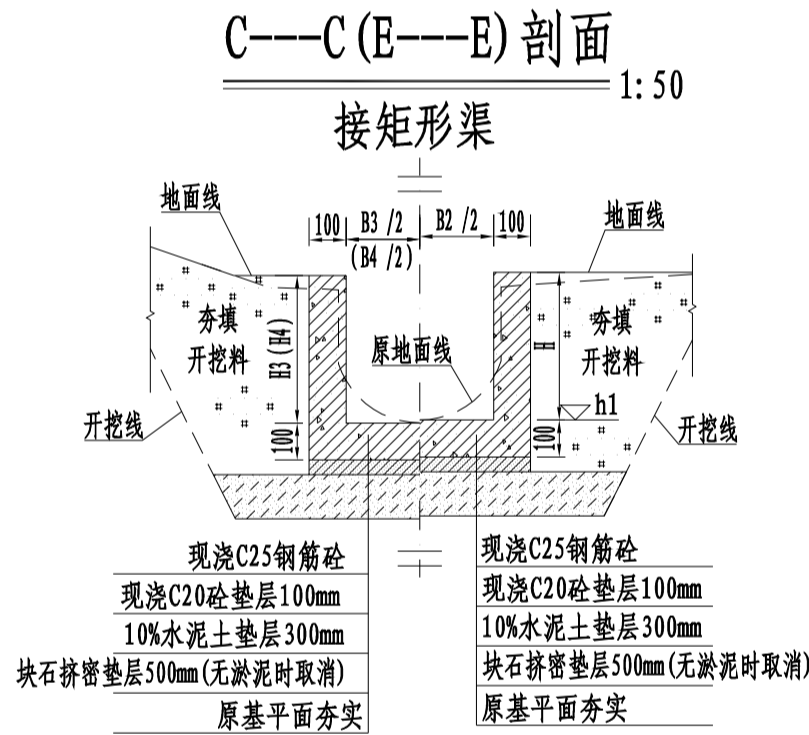 C---C(E---E)剖面
1:50
接矩形渠
地面线
100
B3 /2
(B4 /2)
B2 /2
100
地面线
夯填
开挖料
H3(H4)
原地面线
H
夯填
开挖料
h1
开挖线
100
100
开挖线
现浇C25钢筋砼
现浇C20砼垫层100mm
10%水泥土垫层300mm
块石挤密垫层500mm(无淤泥时取消)
原基平面夯实
现浇C25钢筋砼
现浇C20砼垫层100mm
10%水泥土垫层300mm
块石挤密垫层500mm(无淤泥时取消)
原基平面夯实